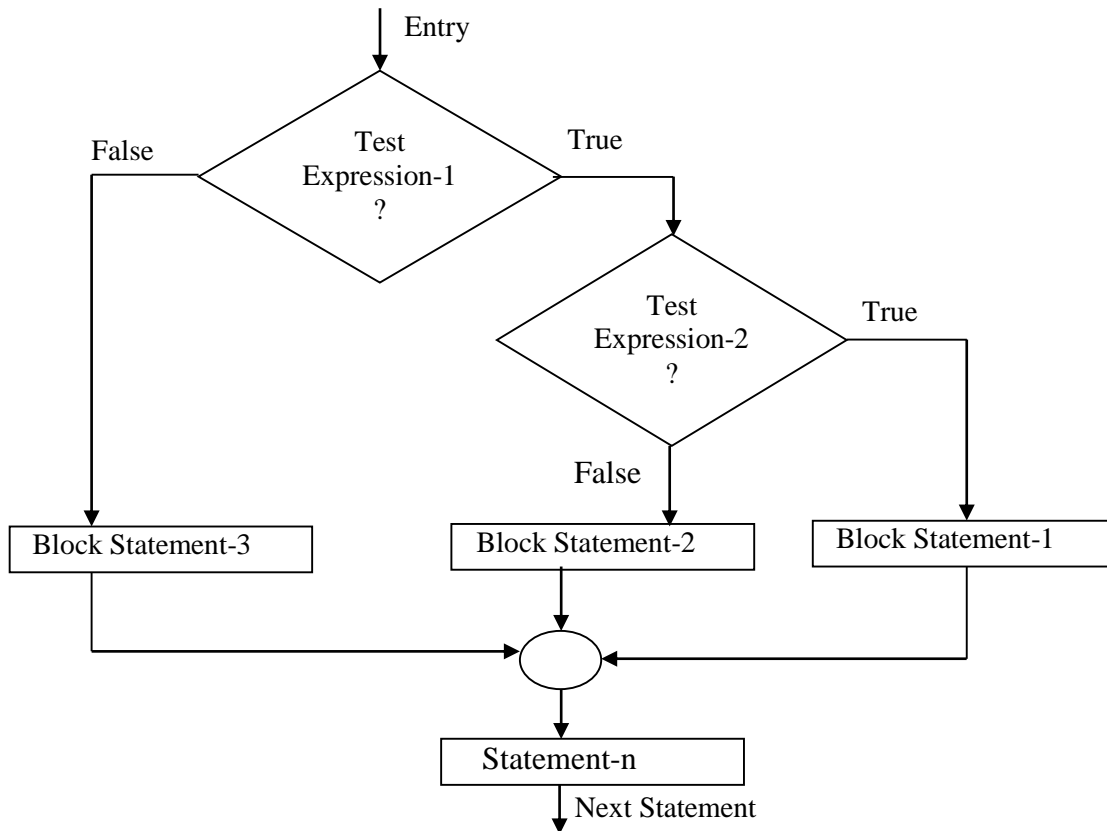 Entry
Test
Expression-1
?
False
True
Test
Expression-2
?
True
False
Block Statement-3
Block Statement-2
Block Statement-1
Statement-n
Next Statement